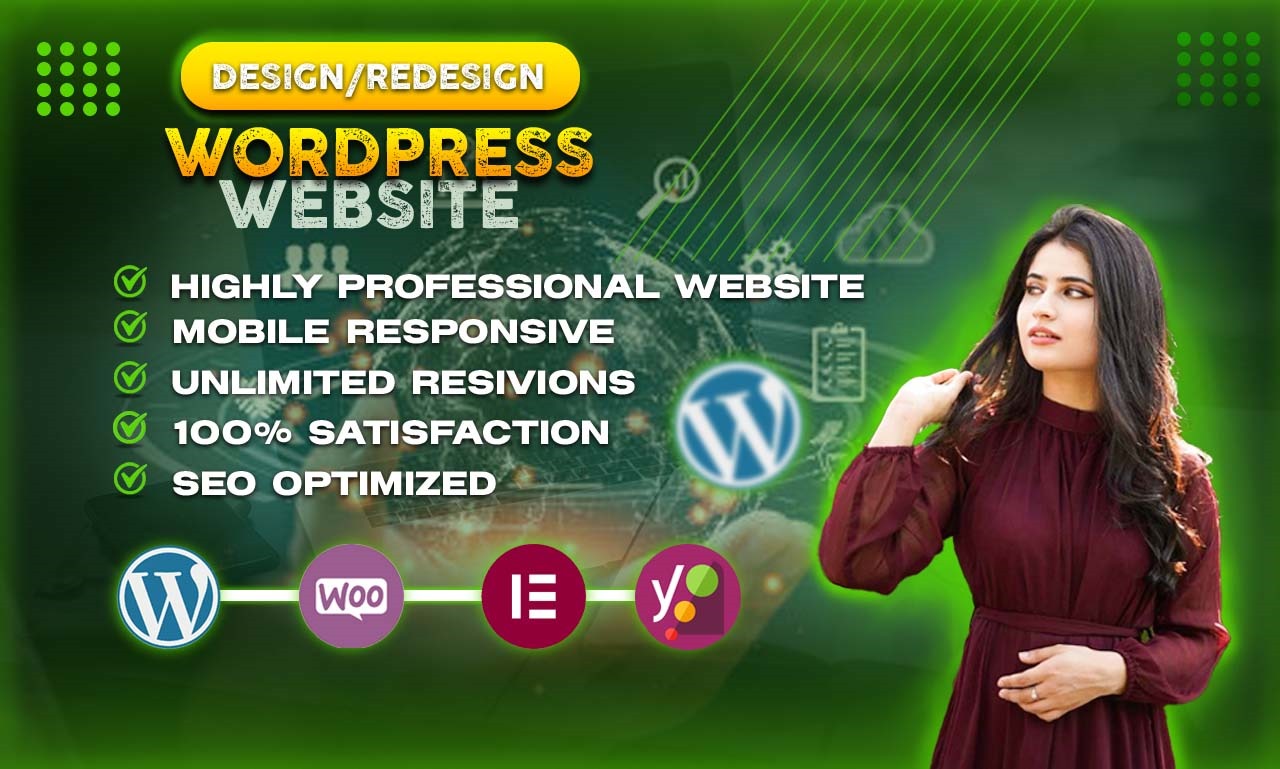 DESIGN/REDESIGN
WORDPRESS
WEBSITE
HIGHLY PROFESSIONAL WEBSITE
MOBILE RESPONSIVE
UNLIMITED RESIVIONS
100% SATISFACTION
SEO OPTIMIZED
W
W
WOO
E
y